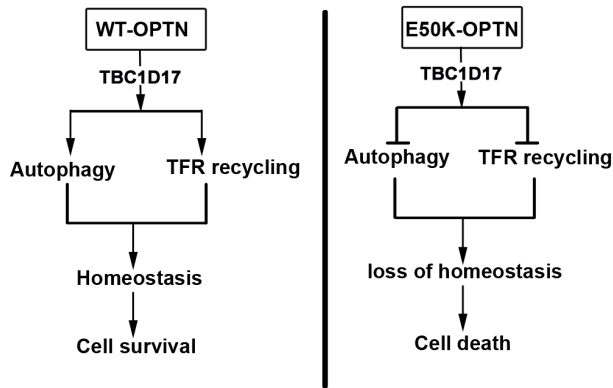 WT-OPTN
TBC1D17
Autophagy
TFR recycling
Homeostasis
Cell survival
E50K-OPTN
TBC1D17
Autophagy
TFR recycling
loss of homeostasis
Cell death